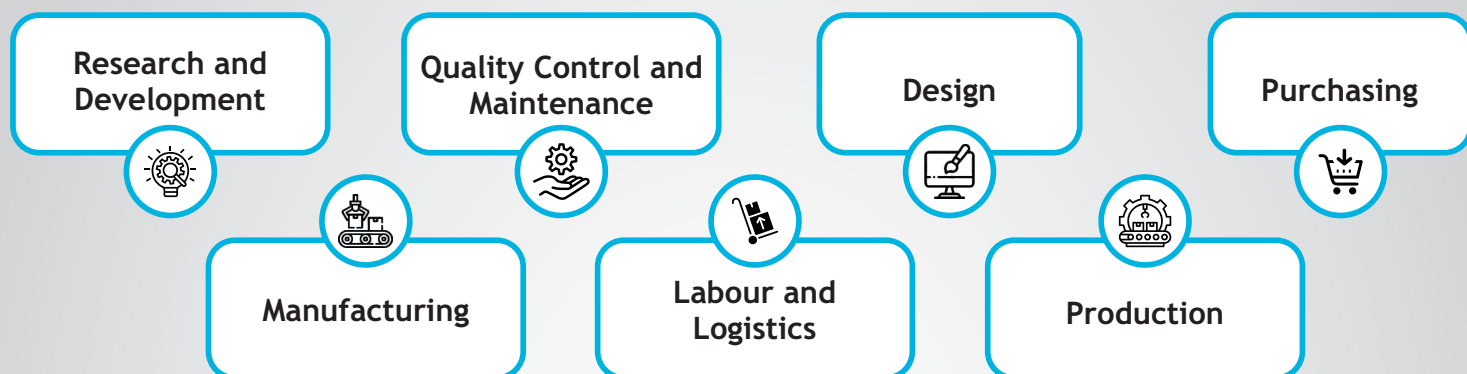 Research and
Development
Quality Control and
Maintenance
Design
Purchasing
Manufacturing
Labour and
Logistics
Production